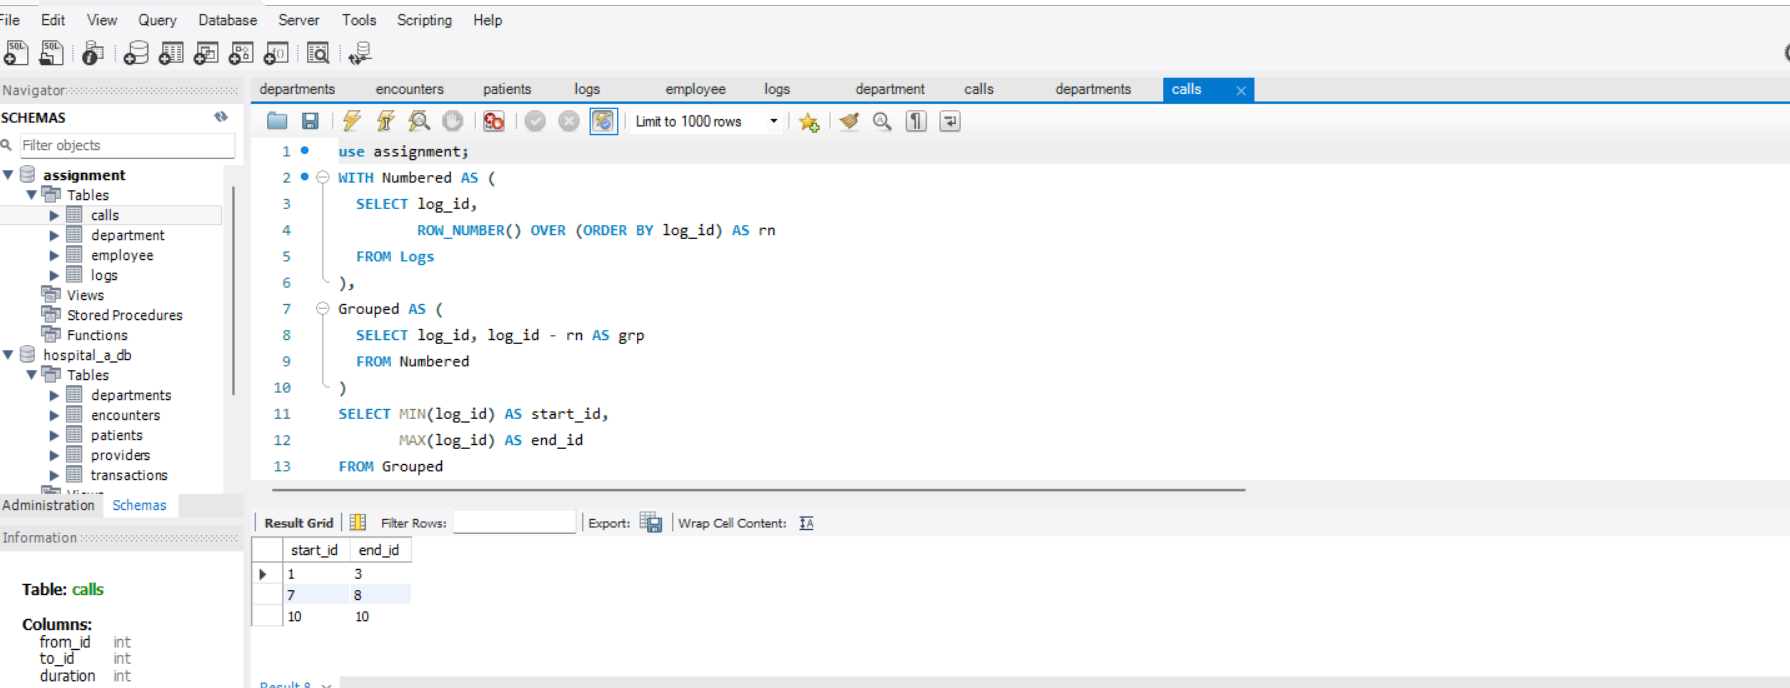 File Edit View Query Database Server Tools Scripting Help
SQL SQL
Navigator
SCHEMAS
Filter objects
assignment
Tables
calls
department
employee
logs
Views
Stored Procedures
Functions
hospital_a_db
Tables
departments
encounters
patients
providers
transactions
Views
Administration Schemas
Information
Table: calls
Columns:
from_id int
to_id int
duration int
departments encounters patients logs employee logs department calls departments calls
Limit to 1000 rows
1 use assignment;
2 WITH Numbered AS (
3 SELECT log_id,
4 ROW_NUMBER() OVER (ORDER BY log_id) AS rn
5 FROM Logs
6 ),
7 Grouped AS (
8 SELECT log_id, log_id - rn AS grp
9 FROM Numbered
10 )
11 SELECT MIN(log_id) AS start_id,
12 MAX(log_id) AS end_id
13 FROM Grouped
Result Grid Filter Rows: Export: Wrap Cell Content: IA
start_id end_id
1 3
7 8
10 10
Result 8